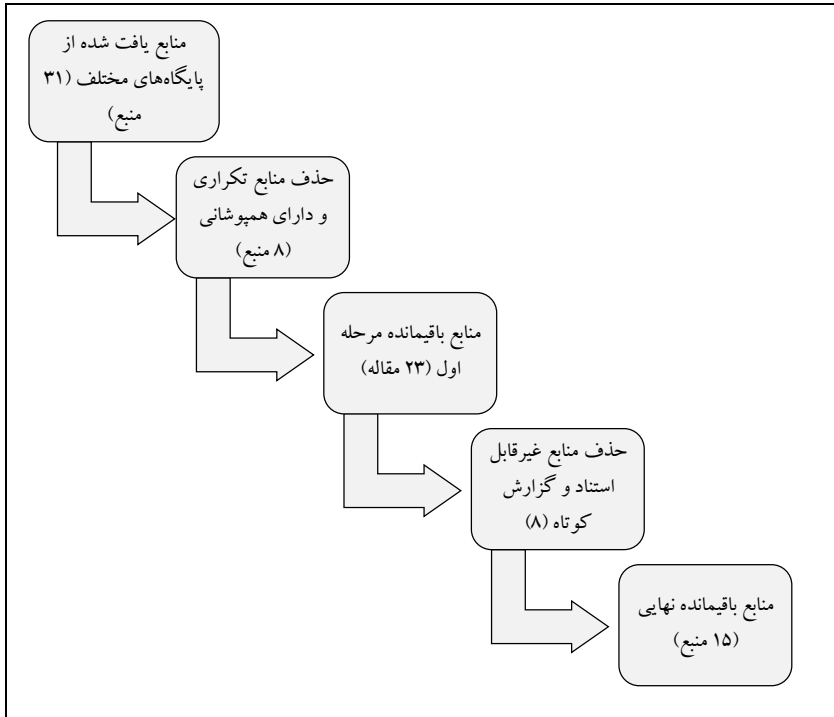 منابع یافت شده از
پایگاه‌های مختلف (۳۱
منبع)
حذف منابع تکراری
و دارای همپوشانی
(۸ منبع)
منابع باقیمانده مرحله
اول (۲۳ مقاله)
حذف منابع غیرقابل
استناد و گزارش
کوتاه (۸)
منابع باقیمانده نهایی
(۱۵ منبع)